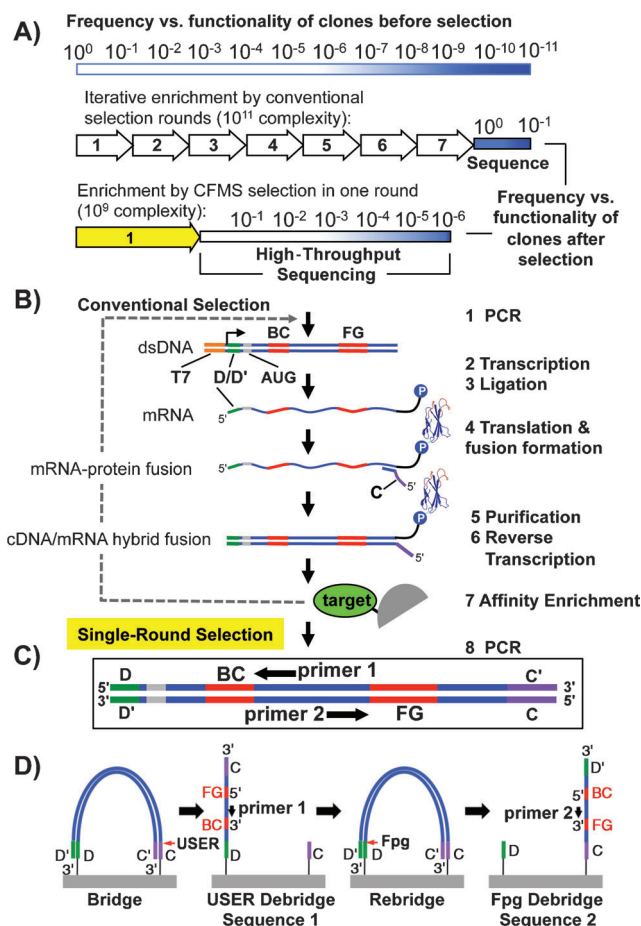 A)
Frequency vs. functionality of clones before selection
10⁰ 10⁻¹ 10⁻² 10⁻³ 10⁻⁴ 10⁻⁵ 10⁻⁶ 10⁻⁷ 10⁻⁸ 10⁻⁹ 10⁻¹⁰ 10⁻¹¹
Iterative enrichment by conventional
selection rounds (10¹¹ complexity):
10⁰ 10⁻¹
1 2 3 4 5 6 7
Sequence
Enrichment by CFMS selection in one round
(10⁹ complexity):
10⁻¹ 10⁻² 10⁻³ 10⁻⁴ 10⁻⁵ 10⁻⁶
1
High-Throughput
Sequencing
Frequency vs.
functionality of
clones after
selection
B)
Conventional Selection
1 PCR
BC FG
dsDNA
T7 D/D' AUG
2 Transcription
3 Ligation
P
mRNA
5'
4 Translation &
fusion formation
P
mRNA-protein fusion
5'
C 5'
P
cDNA/mRNA hybrid fusion
5'
5 Purification
6 Reverse
Transcription
target
7 Affinity Enrichment
Single-Round Selection
8 PCR
C)
D BC primer 1 C'
5' 3'
3' 5'
D' primer 2 FG C
D)
3'
C
FG 5'
primer 1
BC 3'
USER
D' D C' C
3' 3'
D C
Fpg
D' D C' C
3' 3'
3'
D'
5' BC
primer 2
3' FG
D C
Bridge
USER Debridge
Sequence 1
Rebridge
Fpg Debridge
Sequence 2